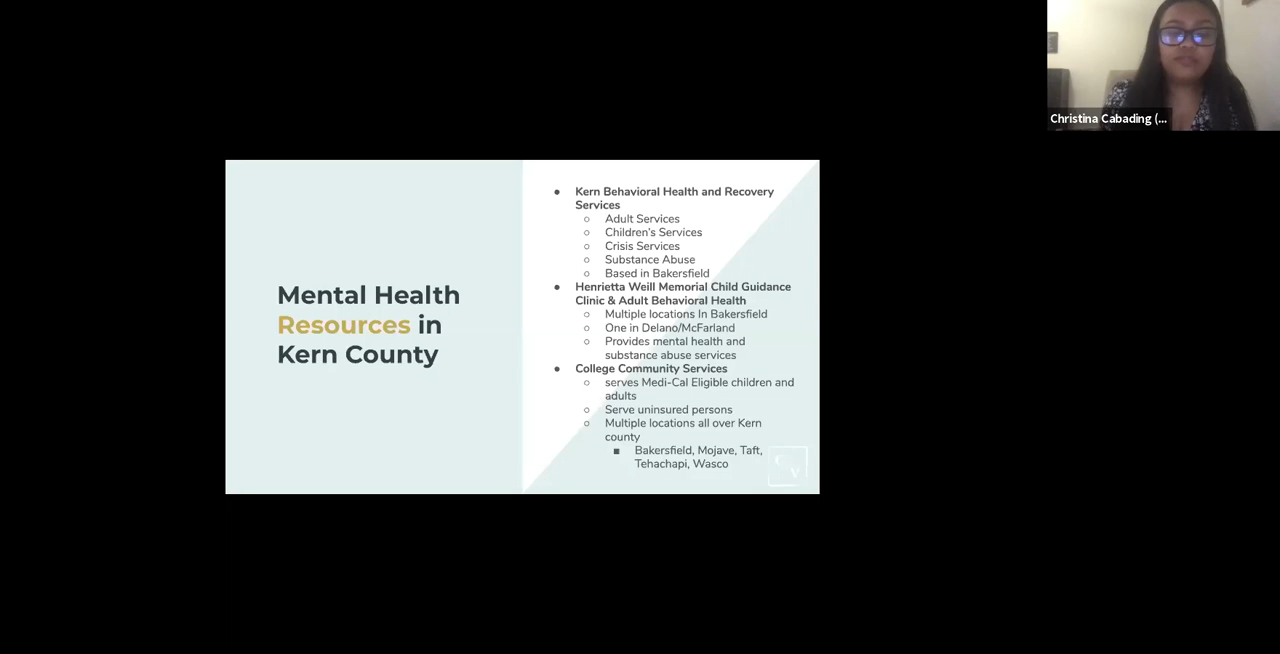 Christina Cabading (...
Mental Health
Resources in
Kern County
● Kern Behavioral Health and Recovery
Services
○ Adult Services
○ Children's Services
○ Crisis Services
○ Substance Abuse
○ Based in Bakersfield
● Henrietta Weill Memorial Child Guidance
Clinic & Adult Behavioral Health
○ Multiple locations In Bakersfield
○ One in Delano/McFarland
○ Provides mental health and
substance abuse services
● College Community Services
○ serves Medi-Cal Eligible children and
adults
○ Serve uninsured persons
○ Multiple locations all over Kern
county
■ Bakersfield, Mojave, Taft,
Tehachapi, Wasco
C
V